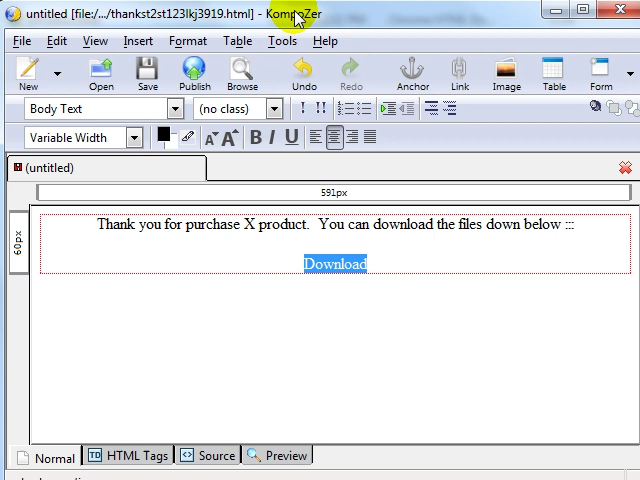 untitled [file:/.../thankst2st123lkj3919.html] - KompoZer
File Edit View Insert Format Table Tools Help
New Open Save Publish Browse Undo Redo Anchor Link Image Table Form
Body Text (no class) ! !!
Variable Width A A B I U
(untitled)
591px
60px
Thank you for purchase X product. You can download the files down below :::
Download
Normal TD HTML Tags <> Source Preview